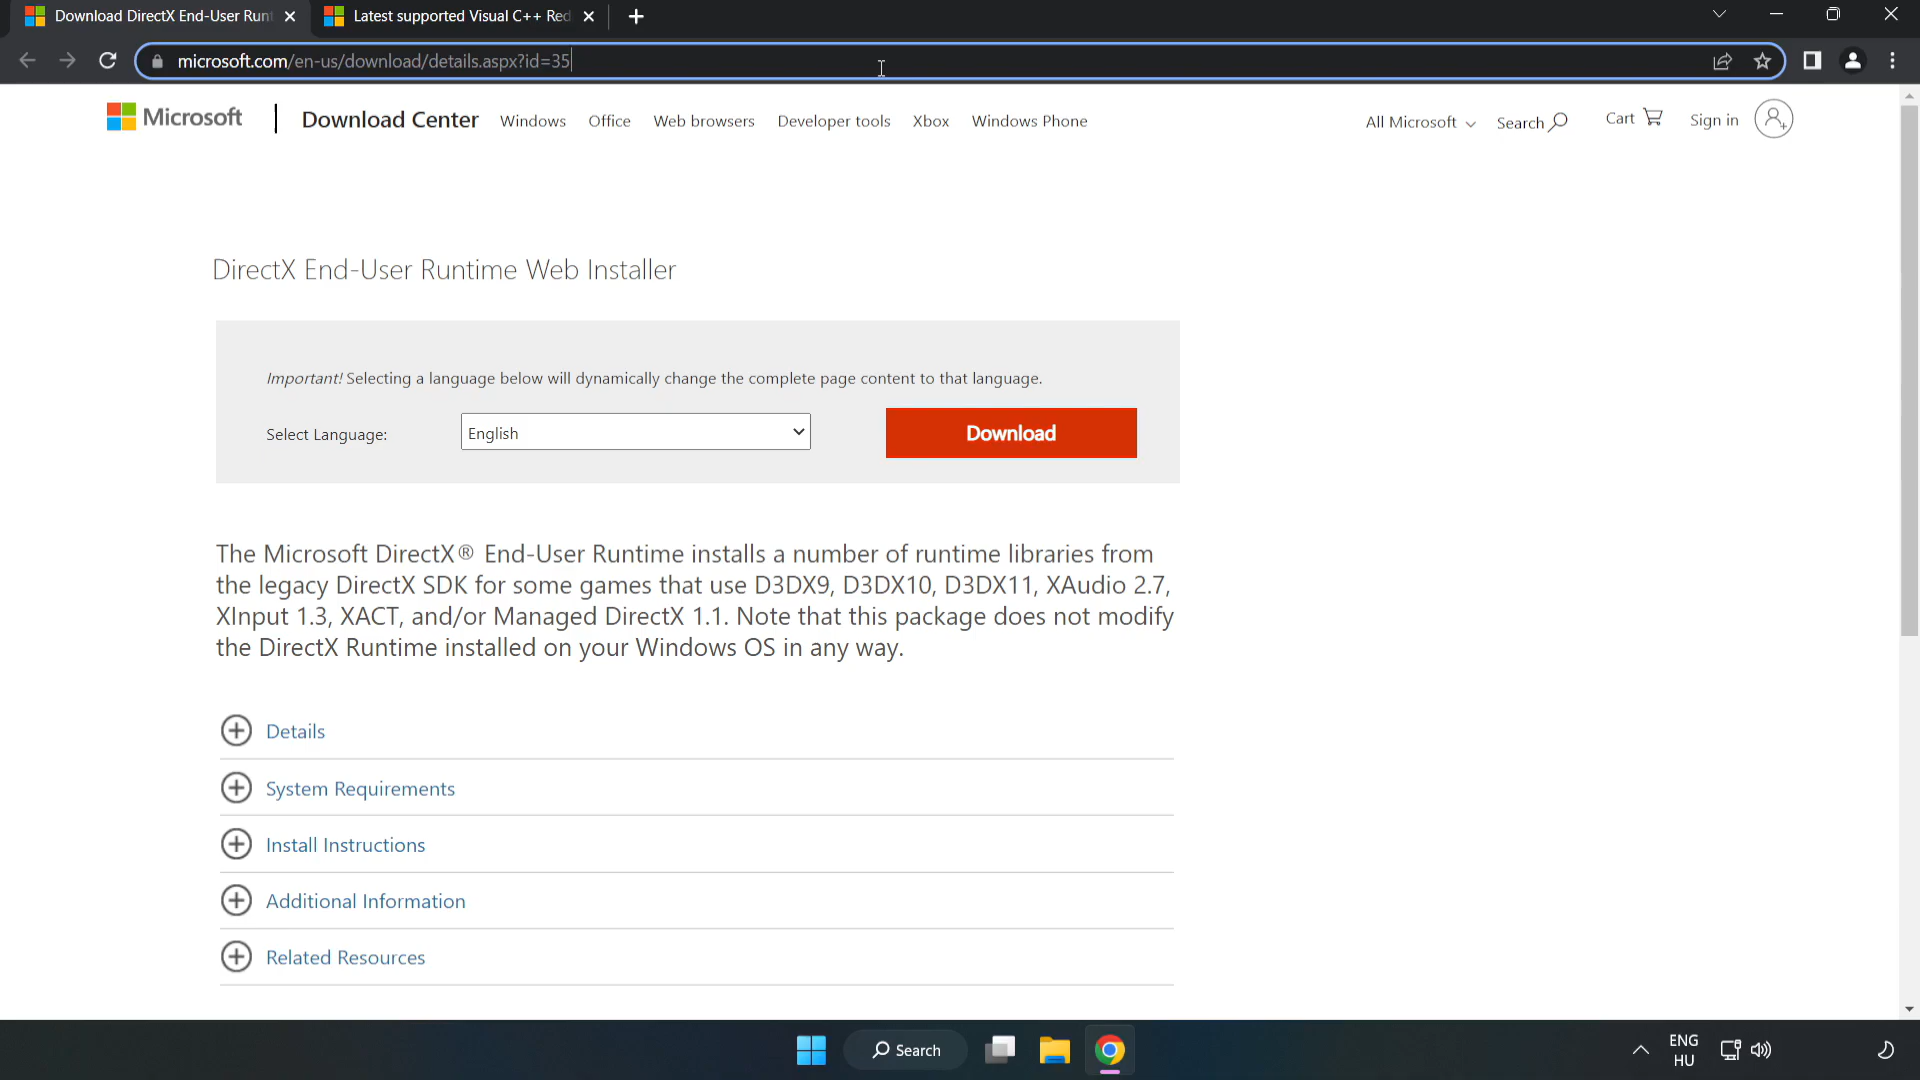 Download DirectX End-User Runt
Latest supported Visual C++ Red
microsoft.com/en-us/download/details.aspx?id=35
Microsoft
Download Center
Windows
Office
Web browsers
Developer tools
Xbox
Windows Phone
All Microsoft
Search
Cart
Sign in
DirectX End-User Runtime Web Installer
Important! Selecting a language below will dynamically change the complete page content to that language.
Select Language:
English
Download
The Microsoft DirectX® End-User Runtime installs a number of runtime libraries from
the legacy DirectX SDK for some games that use D3DX9, D3DX10, D3DX11, XAudio 2.7,
XInput 1.3, XACT, and/or Managed DirectX 1.1. Note that this package does not modify
the DirectX Runtime installed on your Windows OS in any way.
Details
System Requirements
Install Instructions
Additional Information
Related Resources
Search
ENG
HU